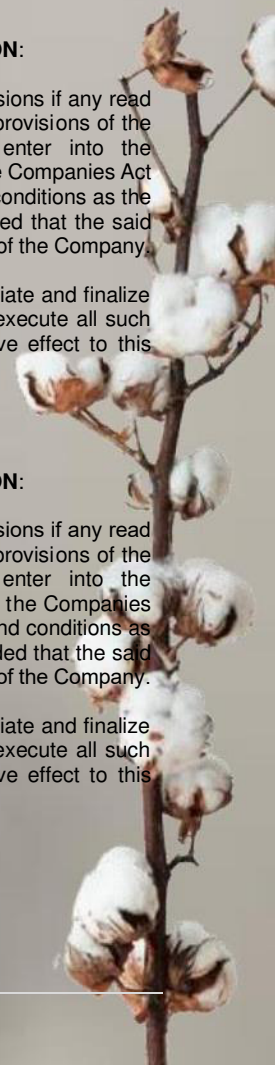 ON:
sions if any read
provisions of the
enter into the
e Companies Act
conditions as the
ed that the said
of the Company.
iate and finalize
execute all such
ve effect to this
ON:
sions if any read
provisions of the
enter into the
the Companies
nd conditions as
ded that the said
of the Company.
iate and finalize
execute all such
ve effect to this